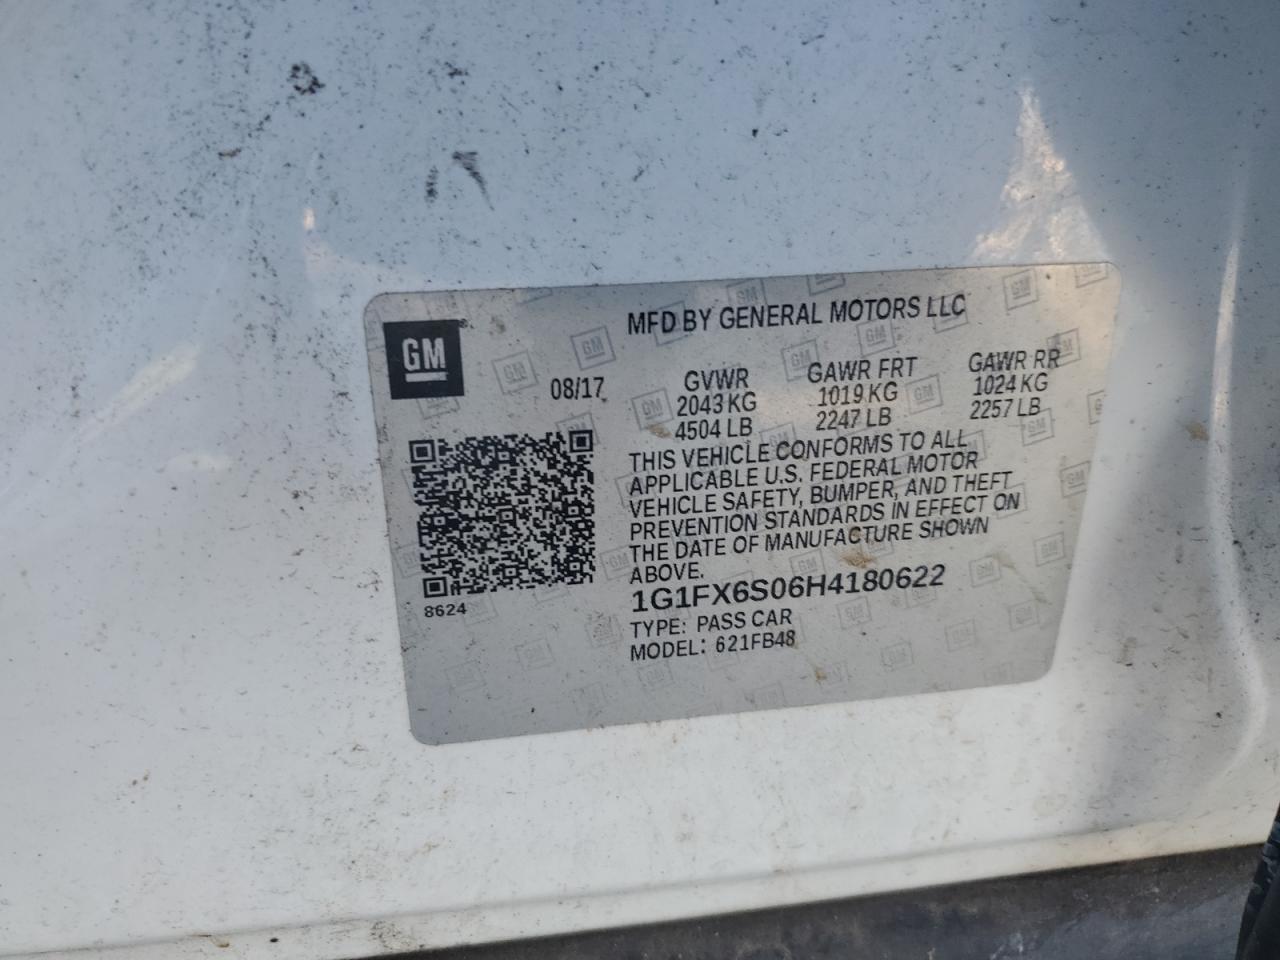 MFD BY GENERAL MOTORS LLC
GM
08/17
GVWR GAWR FRT GAWR RR
2043 KG 1019 KG 1024 KG
4504 LB 2247 LB 2257 LB
THIS VEHICLE CONFORMS TO ALL
APPLICABLE U.S. FEDERAL MOTOR
VEHICLE SAFETY, BUMPER, AND THEFT
PREVENTION STANDARDS IN EFFECT ON
THE DATE OF MANUFACTURE SHOWN
ABOVE.
1G1FX6S06H4180622
8624
TYPE: PASS CAR
MODEL: 621FB48